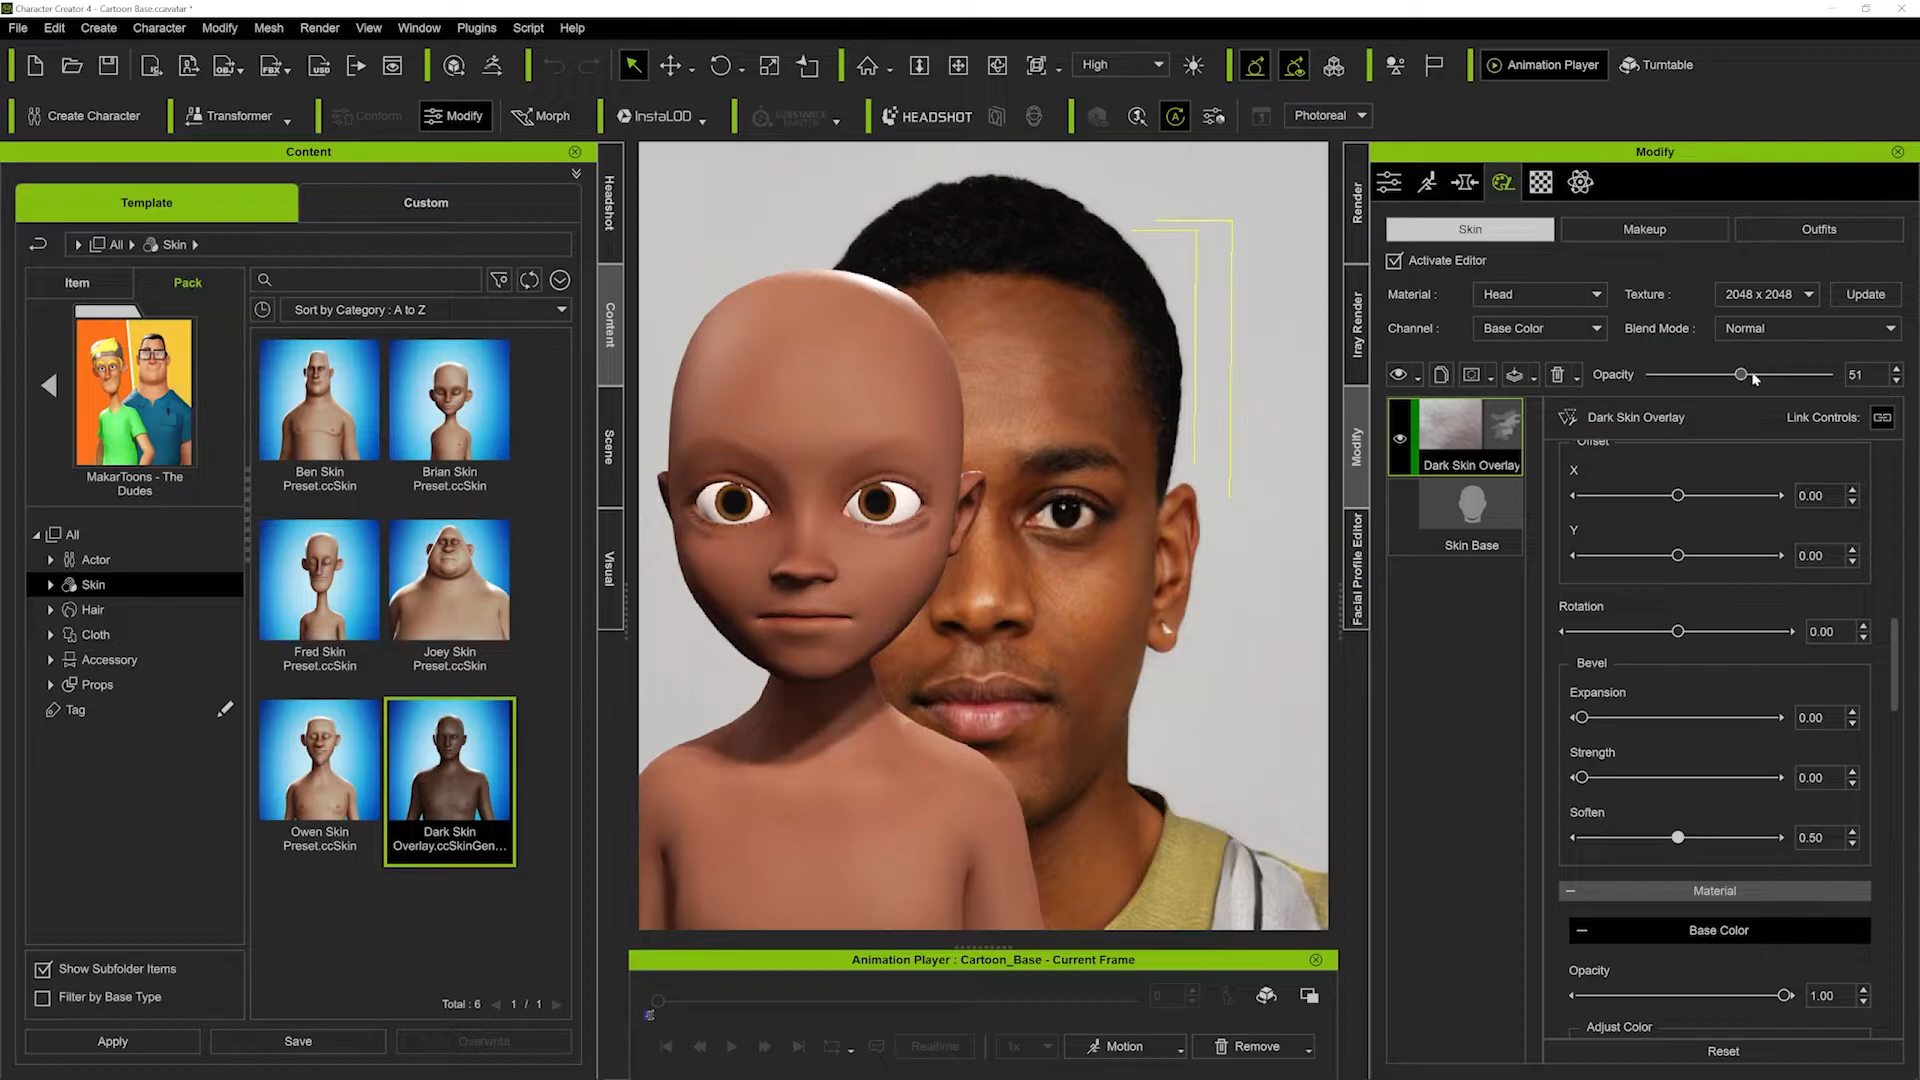 Character Creator 4 - Cartoon Base.ccavatar *
File Edit Create Character Modify Mesh Render View Window Plugins Script Help
High
Animation Player
Turntable
Create Character
Transformer
Conform
Modify
Morph
InstaLOD
SUBSTANCE PAINTER
HEADSHOT
Photoreal
Content
Template
Custom
All
Skin
Item
Pack
Sort by Category : A to Z
MakarToons - The
Dudes
All
Actor
Skin
Hair
Cloth
Accessory
Props
Tag
Ben Skin
Preset.ccSkin
Brian Skin
Preset.ccSkin
Fred Skin
Preset.ccSkin
Joey Skin
Preset.ccSkin
Owen Skin
Preset.ccSkin
Dark Skin
Overlay.ccSkinGen...
Show Subfolder Items
Filter by Base Type
Total : 6
1 / 1
Apply
Save
Overwrite
Headshot
Content
Scene
Visual
Animation Player : Cartoon_Base - Current Frame
0
Realtime
1x
Motion
Remove
Render
Iray Render
Modify
Facial Profile Editor
Modify
Skin
Makeup
Outfits
Activate Editor
Material :
Head
Texture :
2048 x 2048
Update
Channel :
Base Color
Blend Mode :
Normal
Opacity
51
Dark Skin Overlay
Skin Base
Dark Skin Overlay
Link Controls:
Offset
X
0.00
Y
0.00
Rotation
0.00
Bevel
Expansion
0.00
Strength
0.00
Soften
0.50
Material
Base Color
Opacity
1.00
Adjust Color
Reset